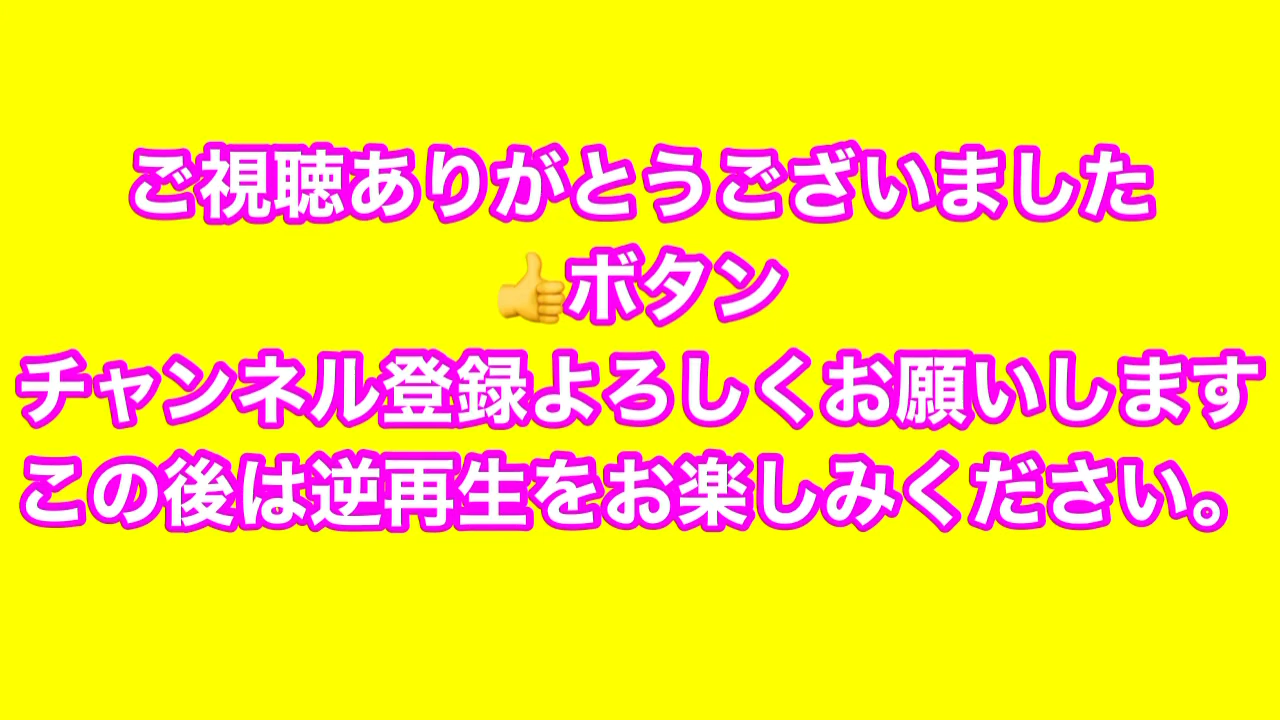 ご視聴ありがとうございました
👍ボタン
チャンネル登録よろしくお願いします
この後は逆再生をお楽しみください。